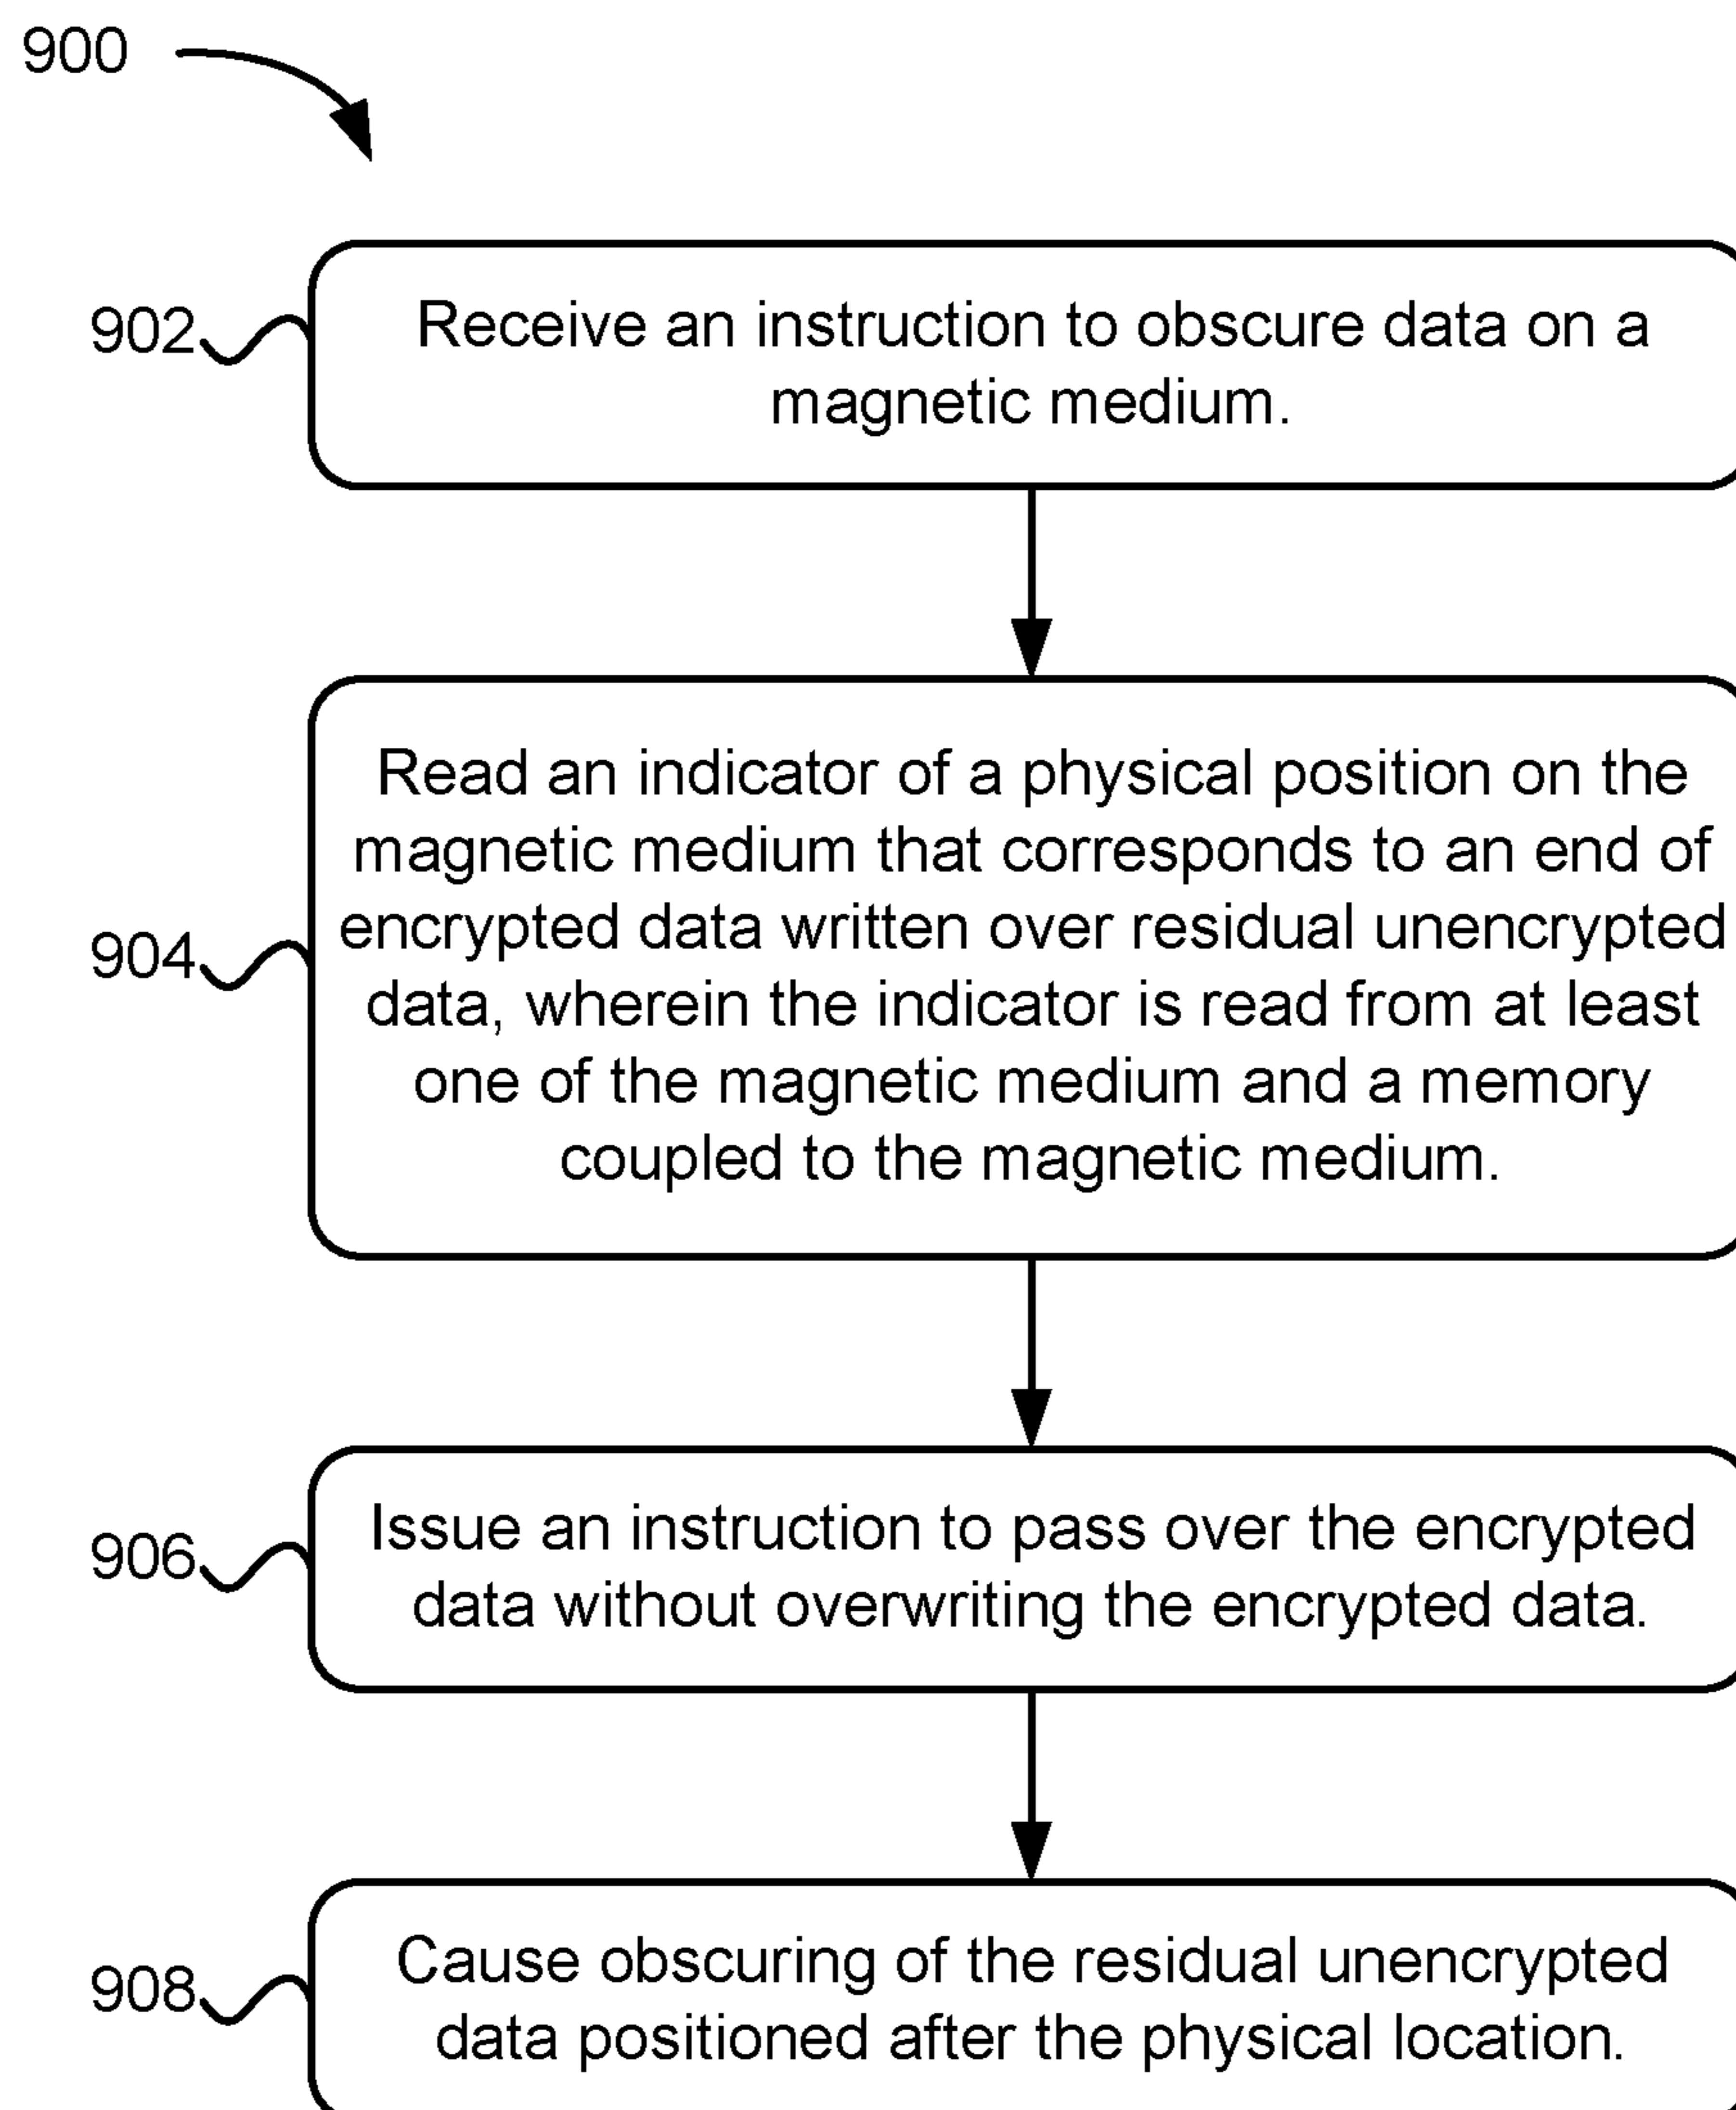 900
902
Receive an instruction to obscure data on a
magnetic medium.
904
Read an indicator of a physical position on the
magnetic medium that corresponds to an end of
encrypted data written over residual unencrypted
data, wherein the indicator is read from at least
one of the magnetic medium and a memory
coupled to the magnetic medium.
906
Issue an instruction to pass over the encrypted
data without overwriting the encrypted data.
908
Cause obscuring of the residual unencrypted
data positioned after the physical location.